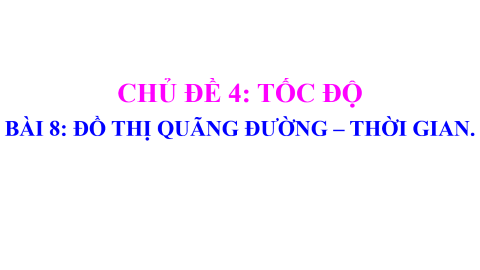 CHỦ ĐỀ 4: TỐC ĐỘ
BÀI 8: ĐỒ THỊ QUÃNG ĐƯỜNG – THỜI GIAN.